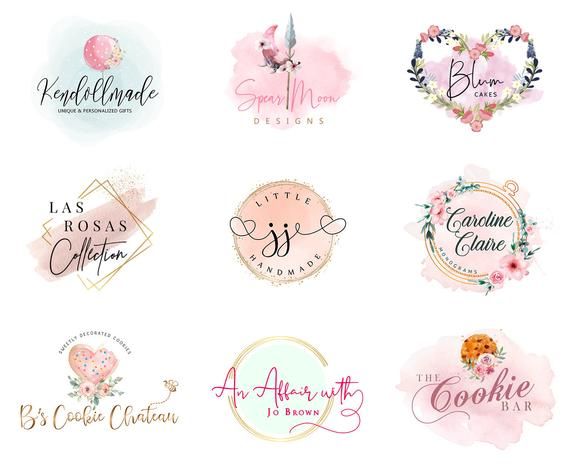 Kendollmade
UNIQUE & PERSONALIZED GIFTS
Spear Moon
DESIGNS
Blum
CAKES
LAS
ROSAS
Collection
LITTLE
jj
HANDMADE
Caroline
Claire
MONOGRAMS
SWEETLY DECORATED COOKIES
B's Cookie Chateau
An Affair with
JO BROWN
THE
Cookie
BAR